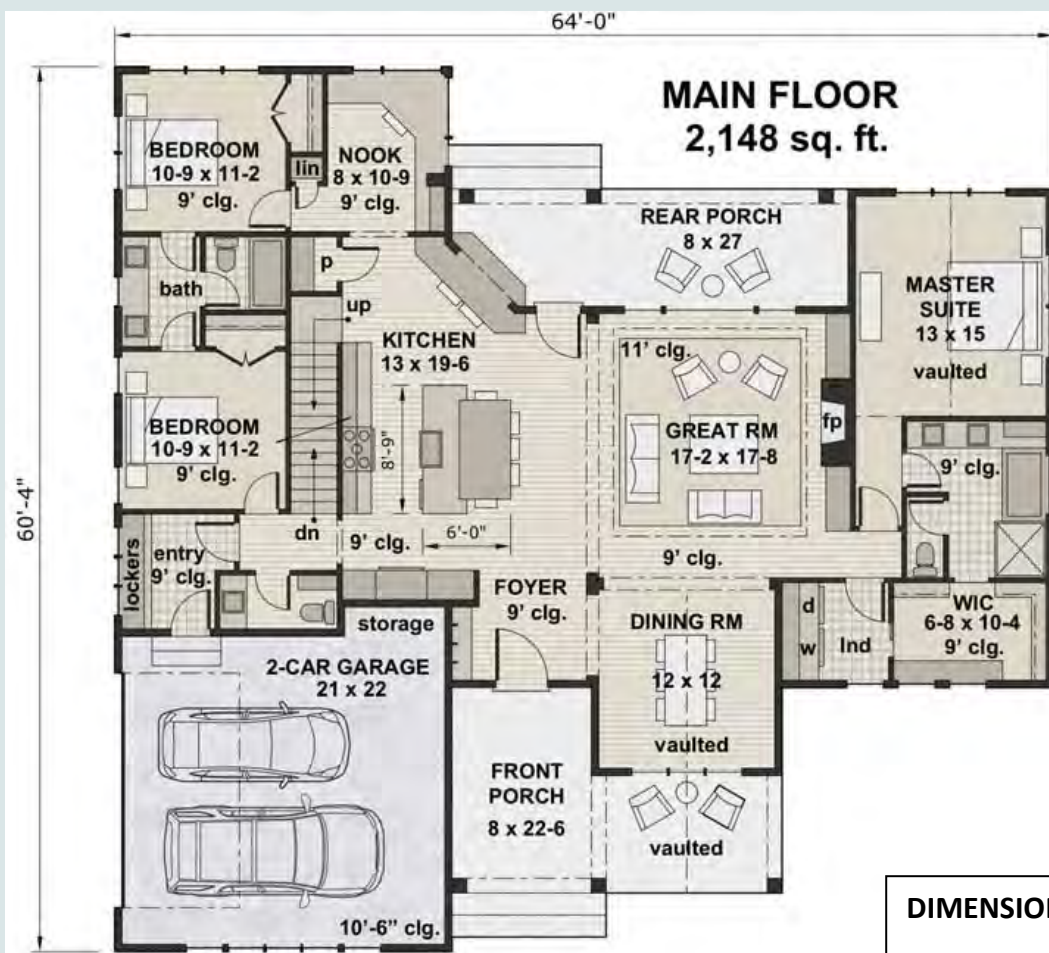 64'-0"
MAIN FLOOR
2,148 sq. ft.
BEDROOM
10-9 x 11-2
9' clg.
lin
NOOK
8 x 10-9
9' clg.
REAR PORCH
8 x 27
MASTER
SUITE
13 x 15
vaulted
bath
p
up
KITCHEN
13 x 19-6
11' clg.
BEDROOM
10-9 x 11-2
9' clg.
8'-9"
GREAT RM
17-2 x 17-8
fp
9' clg.
60'-4"
dn
9' clg.
6'-0"
9' clg.
lockers
entry
9' clg.
FOYER
9' clg.
storage
DINING RM
12 x 12
vaulted
d
w
lnd
WIC
6-8 x 10-4
9' clg.
2-CAR GARAGE
21 x 22
FRONT
PORCH
8 x 22-6
vaulted
10'-6” clg.
DIMENSION